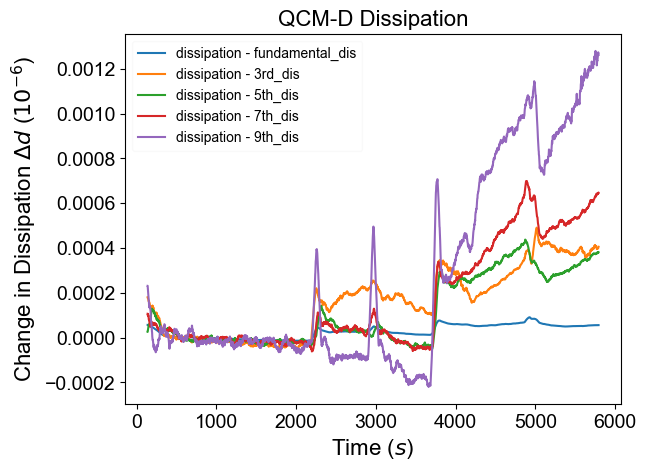 QCM-D Dissipation
Change in Dissipation Δd (10⁻⁶)
0.0012
0.0010
0.0008
0.0006
0.0004
0.0002
0.0000
−0.0002
dissipation - fundamental_dis
dissipation - 3rd_dis
dissipation - 5th_dis
dissipation - 7th_dis
dissipation - 9th_dis
0 1000 2000 3000 4000 5000 6000
Time (s)